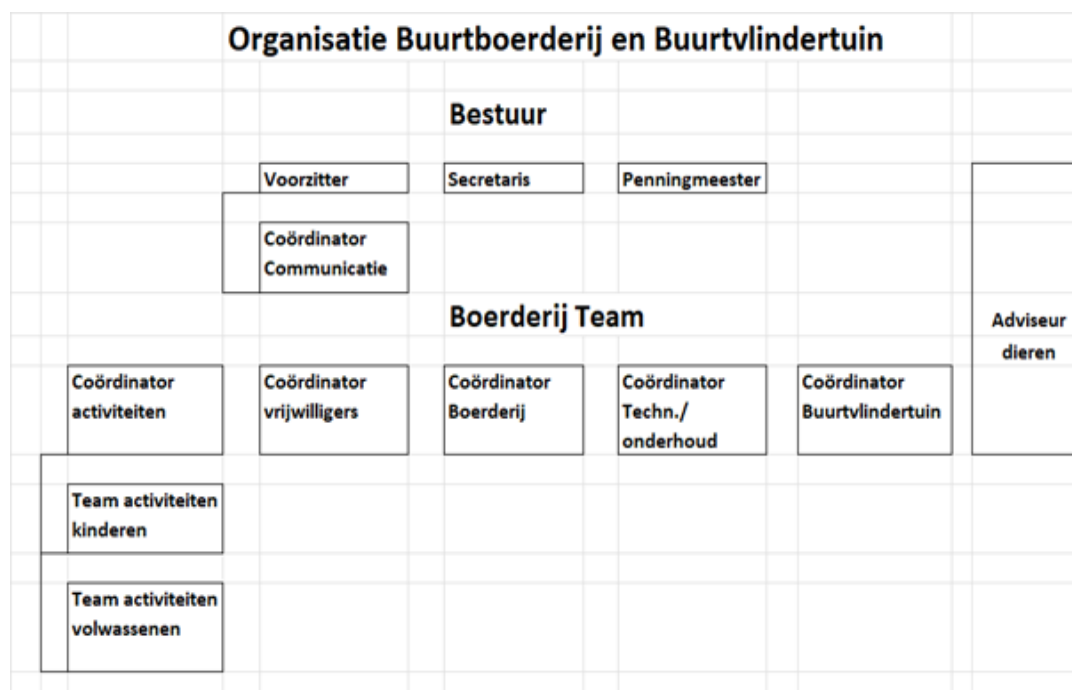 Organisatie Buurtboerderij en Buurtvlindertuin
Bestuur
Voorzitter
Secretaris
Penningmeester
Coördinator
Communicatie
Boerderij Team
Adviseur
dieren
Coördinator
activiteiten
Coördinator
vrijwilligers
Coördinator
Boerderij
Coördinator
Techn./
onderhoud
Coördinator
Buurtvlindertuin
Team activiteiten
kinderen
Team activiteiten
volwassenen